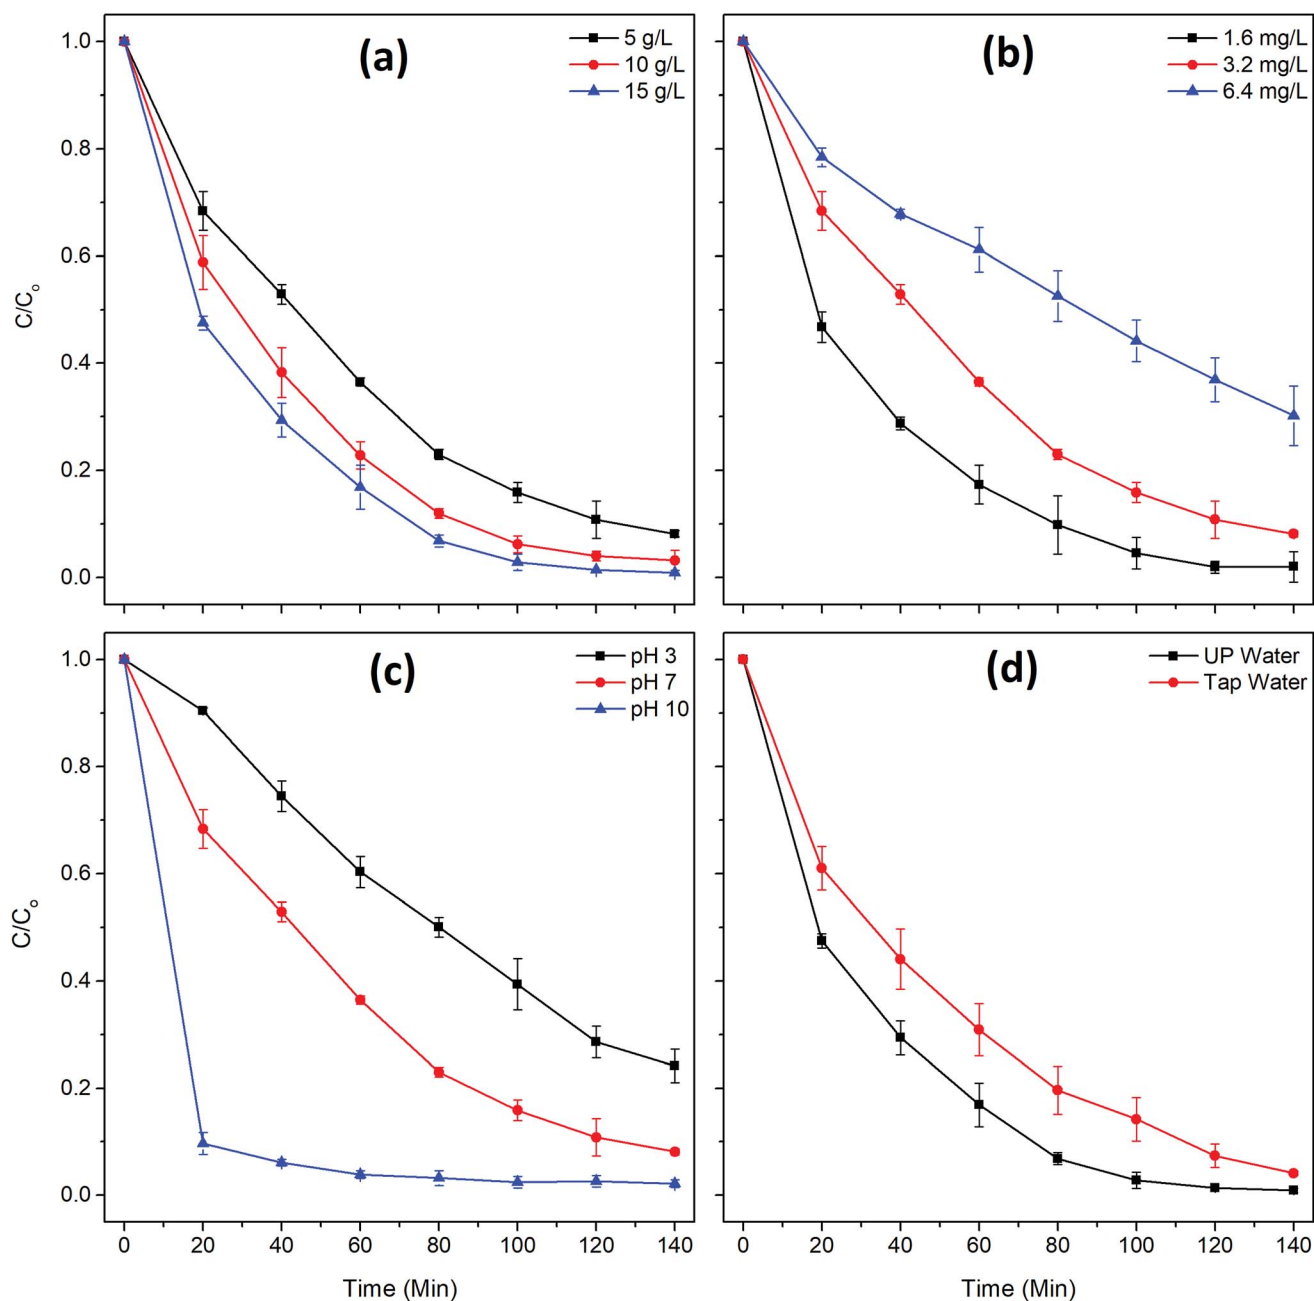 (a)
5 g/L
10 g/L
15 g/L
1.0
0.8
0.6
0.4
0.2
0.0
C/Co
(b)
1.6 mg/L
3.2 mg/L
6.4 mg/L
(c)
pH 3
pH 7
pH 10
1.0
0.8
0.6
0.4
0.2
0.0
C/Co
0 20 40 60 80 100 120 140
Time (Min)
(d)
UP Water
Tap Water
0 20 40 60 80 100 120 140
Time (Min)